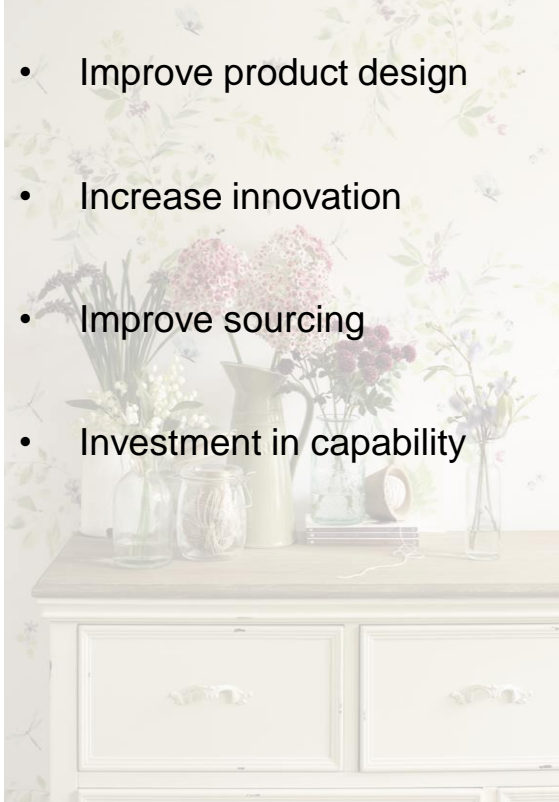 • Improve product design
• Increase innovation
• Improve sourcing
• Investment in capability